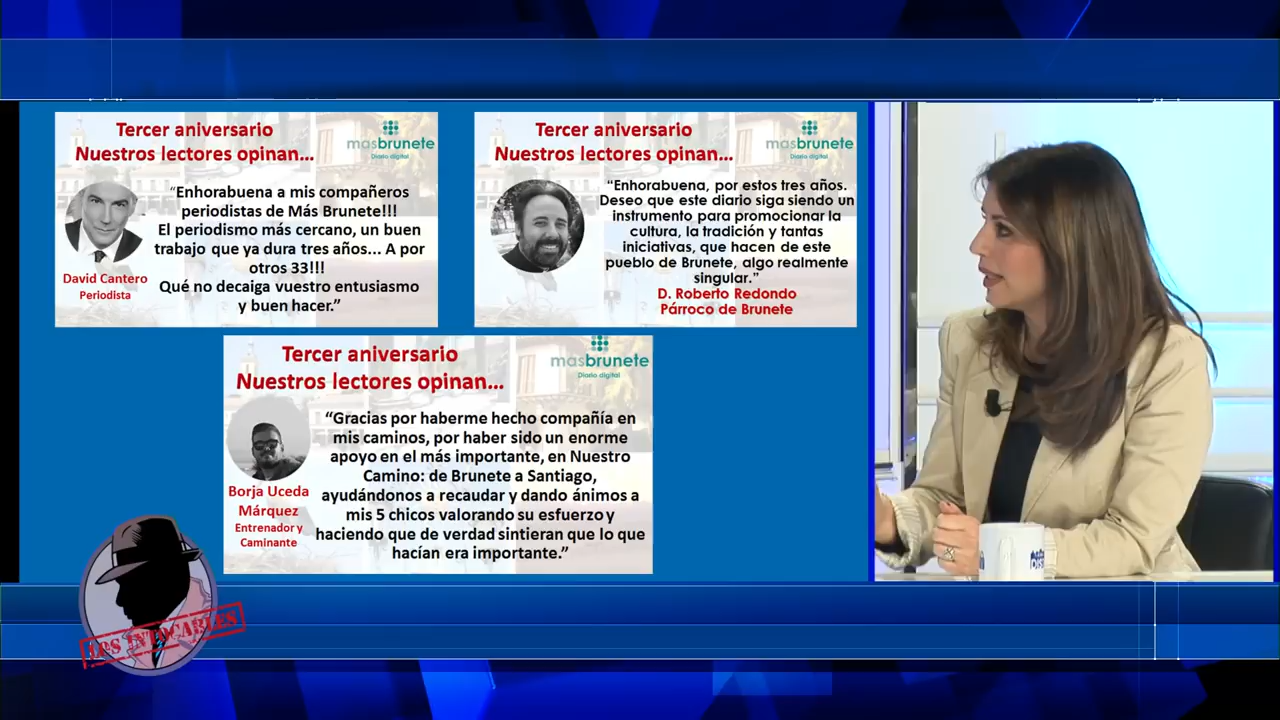 Tercer aniversario
Nuestros lectores opinan...
masbrunete
Diario digital
“Enhorabuena a mis compañeros
periodistas de Más Brunete!!!
El periodismo más cercano, un buen
trabajo que ya dura tres años... A por
otros 33!!!
Qué no decaiga vuestro entusiasmo
y buen hacer.”
David Cantero
Periodista
Tercer aniversario
Nuestros lectores opinan...
masbrunete
Diario digital
"Enhorabuena, por estos tres años.
Deseo que este diario siga siendo un
instrumento para promocionar la
cultura, la tradición y tantas
iniciativas, que hacen de este
pueblo de Brunete, algo realmente
singular."
D. Roberto Redondo
Párroco de Brunete
Tercer aniversario
Nuestros lectores opinan...
masbrunete
Diario digital
“Gracias por haberme hecho compañía en
mis caminos, por haber sido un enorme
apoyo en el más importante, en Nuestro
Camino: de Brunete a Santiago,
ayudándonos a recaudar y dando ánimos a
mis 5 chicos valorando su esfuerzo y
haciendo que de verdad sintieran que lo que
hacían era importante.”
Borja Uceda
Márquez
Entrenador y
Caminante
LOS INTOCABLES